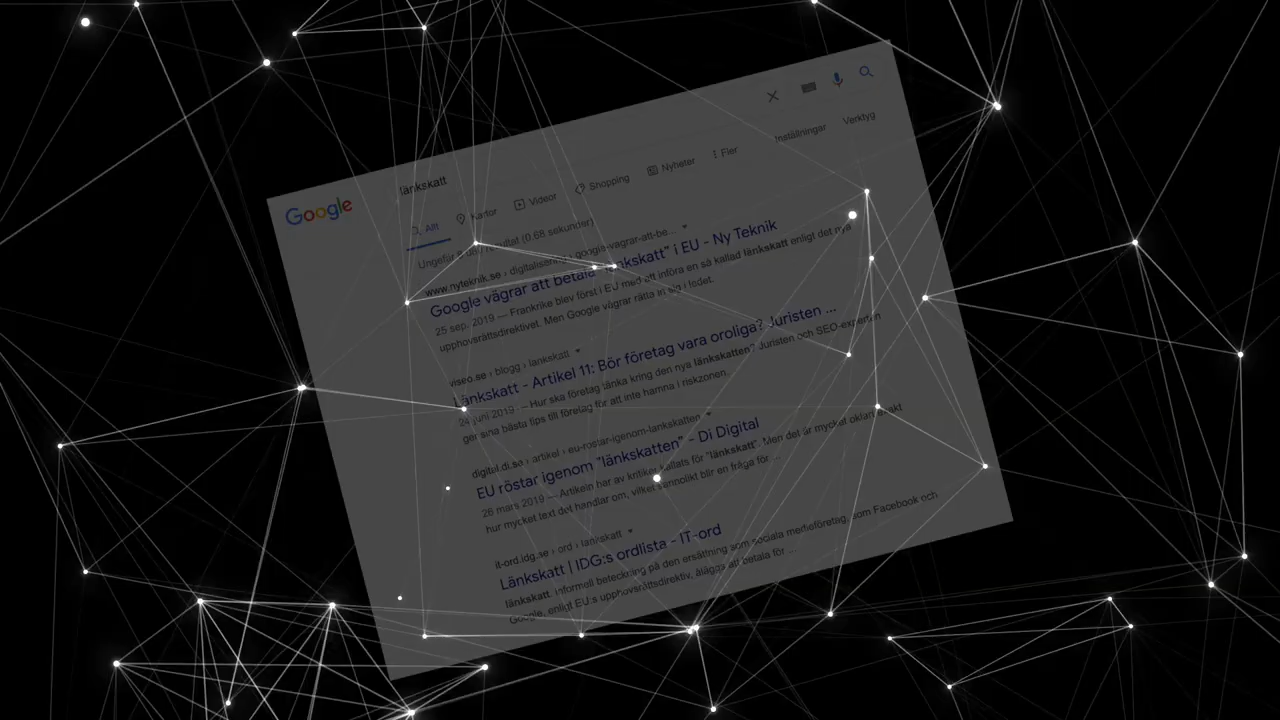 Google
länkskatt
Allt Kartor Videor Shopping Nyheter Fler Inställningar Verktyg
Ungefär resultat (0.68 sekunder)
www.nyteknik.se › digitalisering › google-vagrar-att-be...
Google vägrar att betala "länkskatt" i EU - Ny Teknik
25 sep. 2019 — Frankrike blev först i EU med att införa en så kallad länkskatt enligt det nya
upphovsrättsdirektivet. Men Google vägrar rätta in sig i ledet.
viseo.se › blogg › lankskatt
Länkskatt - Artikel 11: Bör företag vara oroliga? Juristen ...
24 juni 2019 — Hur ska företag tänka kring den nya länkskatten? Juristen och SEO-experten
ger sina bästa tips till företag för att inte hamna i riskzonen.
digital.di.se › artikel › eu-rostar-igenom-lankskatten
EU röstar igenom "länkskatten" - Di Digital
26 mars 2019 — Artikeln har av kritiker kallats för "länkskatt". Men det är mycket oklart exakt
hur mycket text det handlar om, vilket sannolikt blir en fråga för ...
it-ord.idg.se › ord › lankskatt
Länkskatt | IDG:s ordlista - IT-ord
länkskatt. Informell beteckning på den ersättning som sociala medieföretag, som Facebook och
Google, enligt EU:s upphovsrättsdirektiv, åläggs att betala för ...